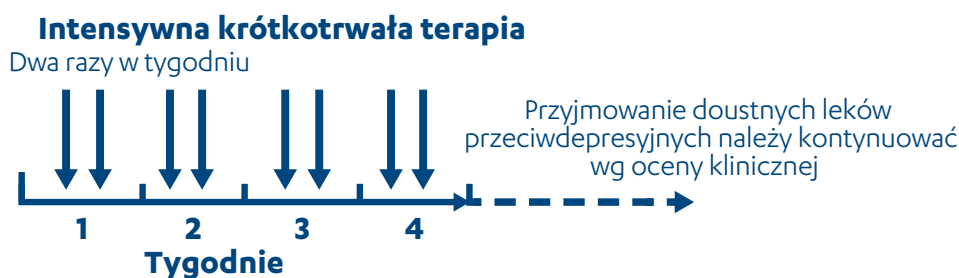 Intensywna krótkotrwała terapia
Dwa razy w tygodniu
Przyjmowanie doustnych leków
przeciwdepresyjnych należy kontynuować
wg oceny klinicznej
1 2 3 4
Tygodnie